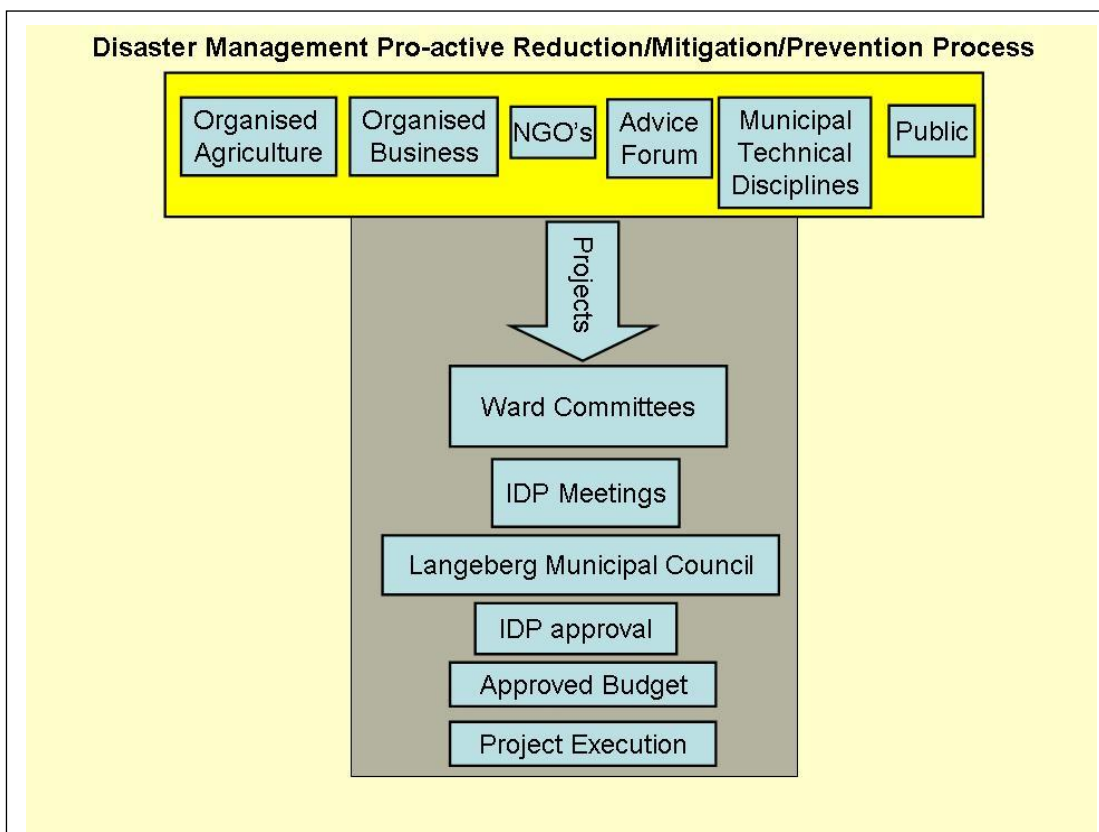 Disaster Management Pro-active Reduction/Mitigation/Prevention Process
Organised
Agriculture
Organised
Business
NGO's
Advice
Forum
Municipal
Technical
Disciplines
Public
Projects
Ward Committees
IDP Meetings
Langeberg Municipal Council
IDP approval
Approved Budget
Project Execution